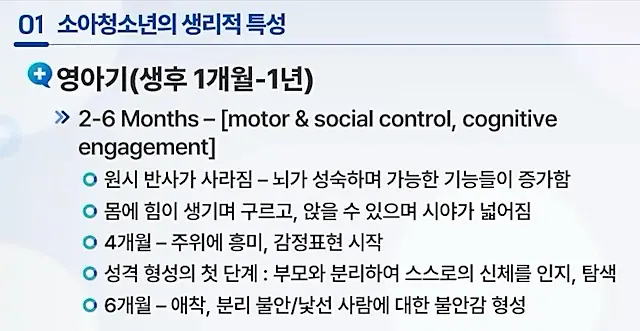 01 소아청소년의 생리적 특성
영아기(생후 1개월-1년)
2-6 Months – [motor & social control, cognitive
engagement]
원시 반사가 사라짐 – 뇌가 성숙하며 가능한 기능들이 증가함
몸에 힘이 생기며 구르고, 앉을 수 있으며 시야가 넓어짐
4개월 – 주위에 흥미, 감정표현 시작
성격 형성의 첫 단계 : 부모와 분리하여 스스로의 신체를 인지, 탐색
6개월 – 애착, 분리 불안/낯선 사람에 대한 불안감 형성